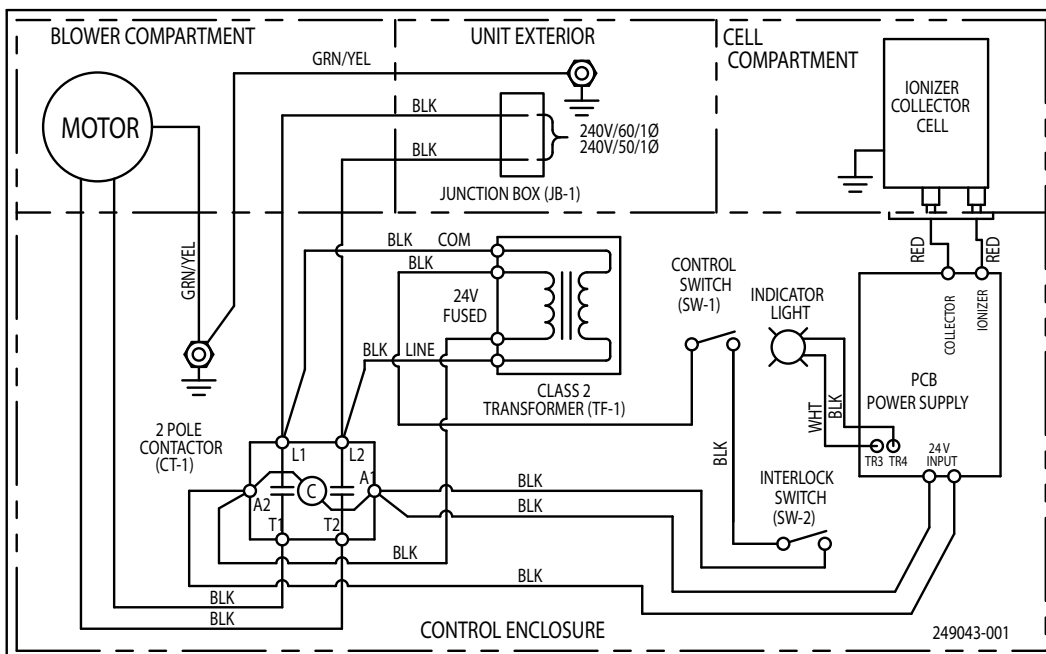 BLOWER COMPARTMENT
UNIT EXTERIOR
CELL
COMPARTMENT
GRN/YEL
MOTOR
BLK
240V/60/1Ø
240V/50/1Ø
BLK
JUNCTION BOX (JB-1)
IONIZER
COLLECTOR
CELL
GRN/YEL
BLK
COM
BLK
24V
FUSED
BLK
LINE
CLASS 2
TRANSFORMER (TF-1)
CONTROL
SWITCH
(SW-1)
INDICATOR
LIGHT
RED
RED
COLLECTOR
IONIZER
PCB
POWER SUPPLY
WHT
BLK
TR3
TR4
24 V
INPUT
2 POLE
CONTACTOR
(CT-1)
L1
L2
A1
C
A2
T1
T2
BLK
BLK
BLK
INTERLOCK
SWITCH
(SW-2)
BLK
BLK
BLK
BLK
CONTROL ENCLOSURE
249043-001